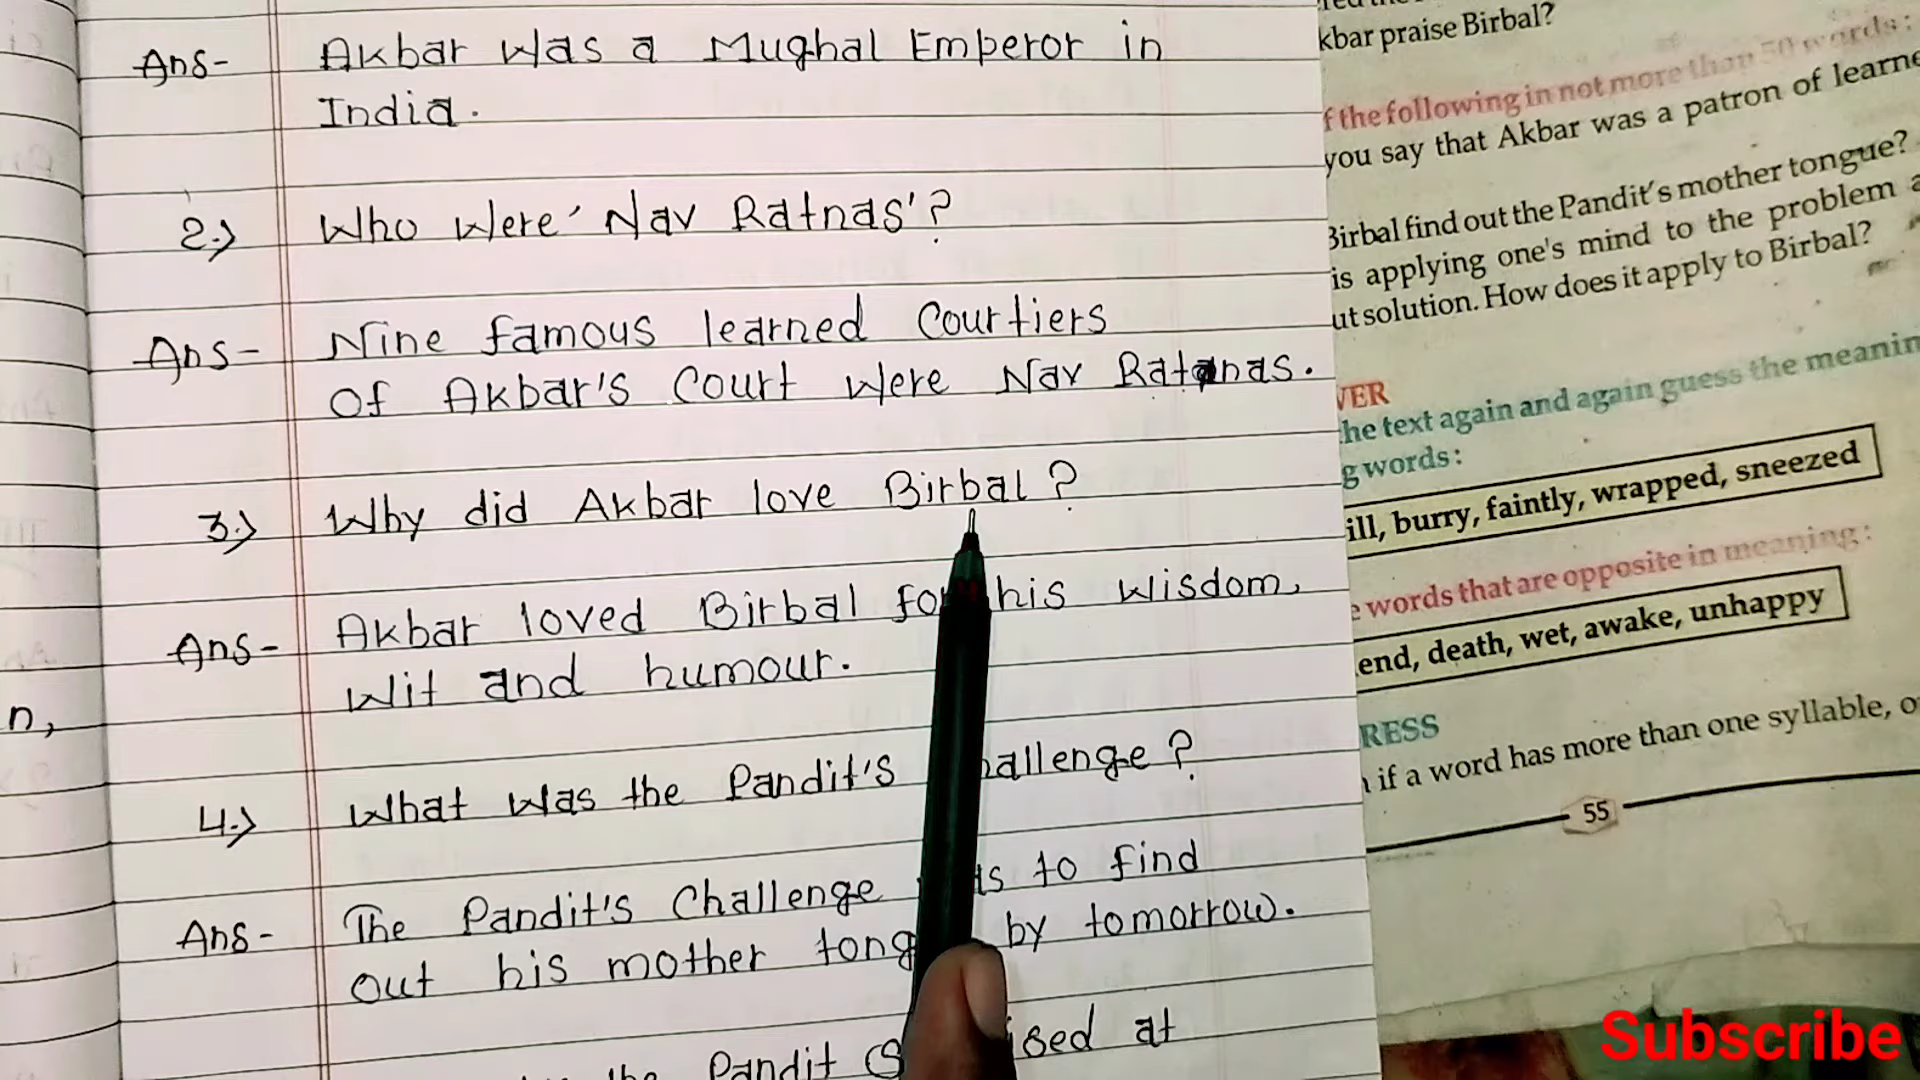 Ans- Akbar was a Mughal Emperor in
India.
2.) Who were 'Nav Ratnas'?
Ans- Nine famous learned Courtiers
of Akbar's Court were Nav Ratanas.
3.) Why did Akbar love Birbal?
Ans- Akbar loved Birbal for his wisdom,
wit and humour.
n,
4.) What was the Pandit's hallenge?
Ans- The Pandit's Challenge to find
out his mother tong by tomorrow.
the Pandit ised at
kbar praise Birbal?
f the following in not more than 50 words:
you say that Akbar was a patron of learne
Birbal find out the Pandit's mother tongue?
is applying one's mind to the problem a
ut solution. How does it apply to Birbal?
VER
he text again and again guess the meanin
g words:
ill, burry, faintly, wrapped, sneezed
e words that are opposite in meaning:
end, death, wet, awake, unhappy
RESS
if a word has more than one syllable, o
55
Subscribe